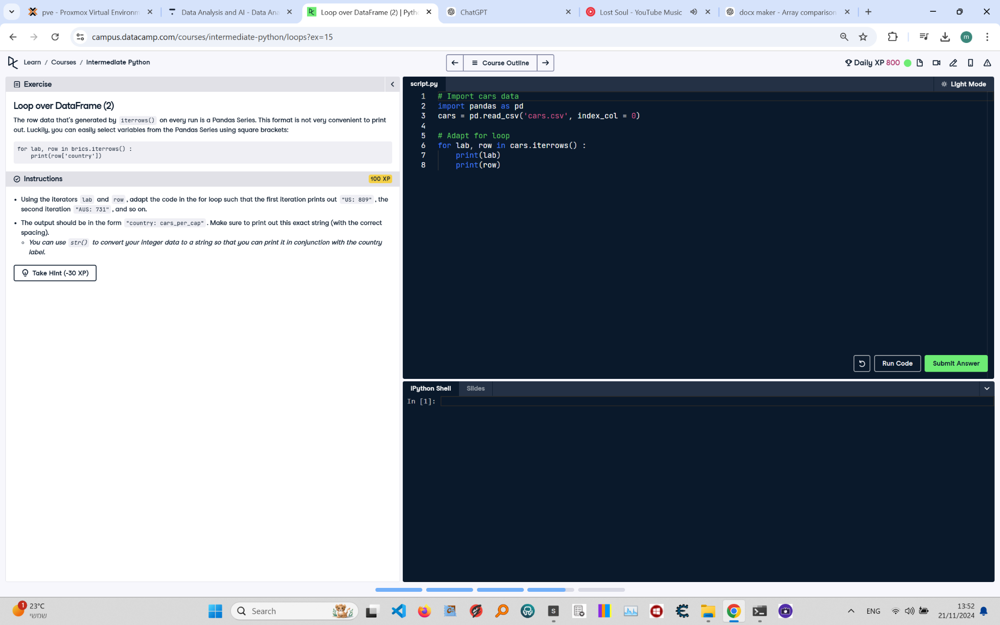 pve - Proxmox Virtual Environm
Data Analysis and AI - Data Ana
Loop over DataFrame (2) | Pytho
ChatGPT
Lost Soul - YouTube Music
docx maker - Array comparison
campus.datacamp.com/courses/intermediate-python/loops?ex=15
m
Learn / Courses / Intermediate Python
Course Outline
Daily XP 800
Exercise
Loop over DataFrame (2)
The row data that's generated by iterrows() on every run is a Pandas Series. This format is not very convenient to print
out. Luckily, you can easily select variables from the Pandas Series using square brackets:
for lab, row in brics.iterrows() :
print(row['country'])
Instructions
100 XP
• Using the iterators lab and row, adapt the code in the for loop such that the first iteration prints out "US: 809", the
second iteration "AUS: 731", and so on.
• The output should be in the form "country: cars_per_cap". Make sure to print out this exact string (with the correct
spacing).
You can use str() to convert your integer data to a string so that you can print it in conjunction with the country
label.
Take Hint (-30 XP)
script.py
Light Mode
1 # Import cars data
2 import pandas as pd
3 cars = pd.read_csv('cars.csv', index_col = 0)
4
5 # Adapt for loop
6 for lab, row in cars.iterrows() :
7 print(lab)
8 print(row)
Run Code
Submit Answer
IPython Shell
Slides
In [1]:
1
23°C
שמשי
Search
S
ENG
13:52
21/11/2024